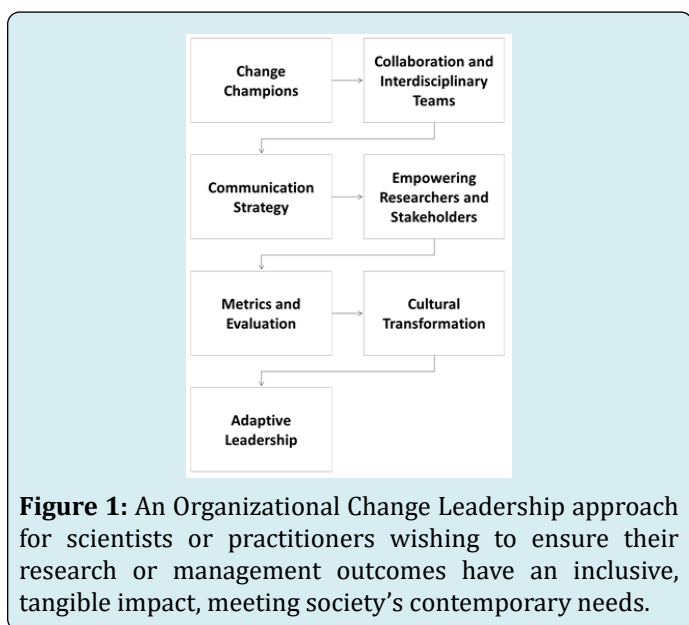 Change
Champions
Collaboration and
Interdisciplinary
Teams
Communication
Strategy
Empowering
Researchers and
Stakeholders
Metrics and
Evaluation
Cultural
Transformation
Adaptive
Leadership
Figure 1: An Organizational Change Leadership approach
for scientists or practitioners wishing to ensure their
research or management outcomes have an inclusive,
tangible impact, meeting society's contemporary needs.